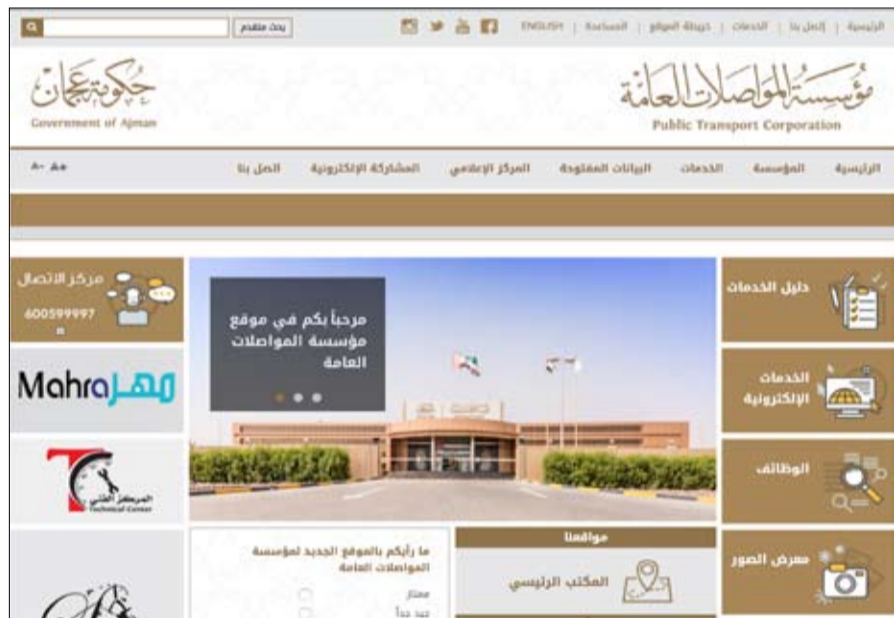 الرئيسية | إتصل بنا | الخدمات | خريطة الموقع | المساعدة | ENGLISH
بحث متقدم
مؤسسة المواصلات العامة
Public Transport Corporation
حكومة عجمان
Government of Ajman
الرئيسية المؤسسة الخدمات البيانات المفتوحة المركز الإعلامي المشاركة الإلكترونية اتصل بنا
A- A+
دليل الخدمات
الخدمات
الإلكترونية
الوظائف
معرض الصور
مرحباً بكم في موقع
مؤسسة المواصلات
العامة
مركز الاتصال
600599997
Mahra مهرا
المركز الفني
Technical Center
مواقعنا
المكتب الرئيسي
ما رأيكم بالموقع الجديد لمؤسسة
المواصلات العامة
ممتاز
جيد جداً